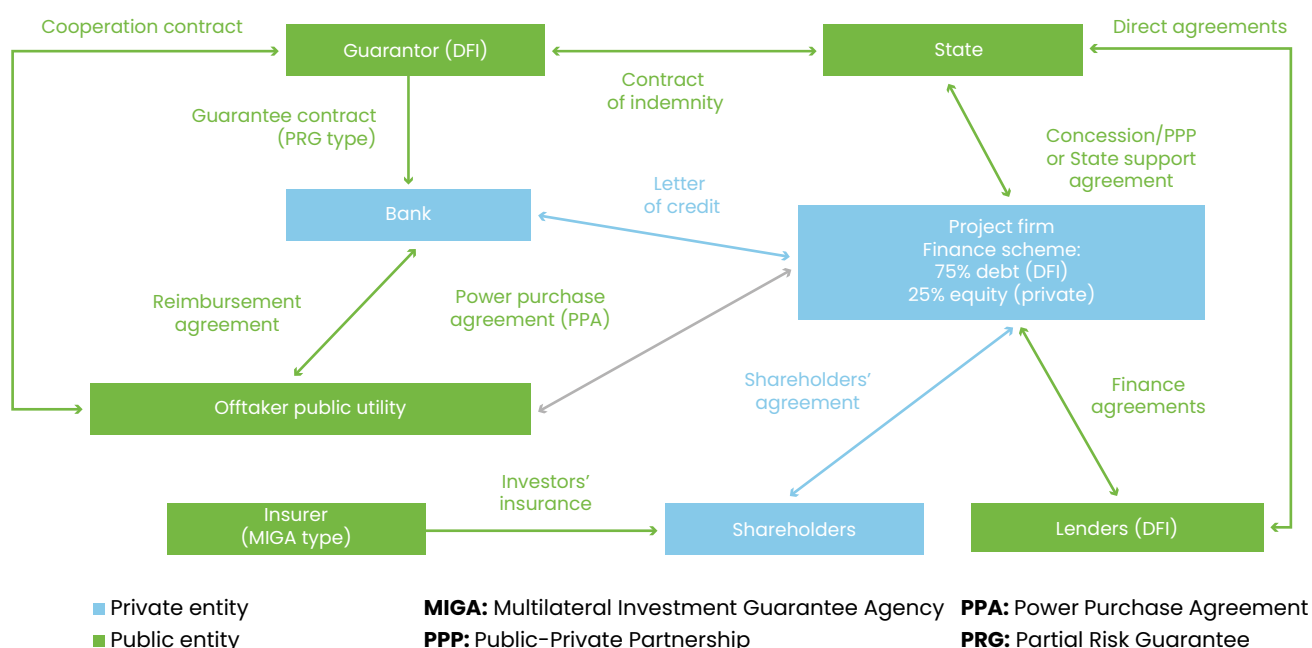 Cooperation contract
Direct agreements
Guarantor (DFI)
State
Contract
of indemnity
Guarantee contract
(PRG type)
Concession/PPP
or State support
agreement
Letter
of credit
Bank
Project firm
Finance scheme:
75% debt (DFI)
25% equity (private)
Reimbursement
agreement
Power purchase
agreement (PPA)
Shareholders’
agreement
Finance
agreements
Offtaker public utility
Investors’
insurance
Insurer
(MIGA type)
Shareholders
Lenders (DFI)
Private entity
MIGA: Multilateral Investment Guarantee Agency
PPA: Power Purchase Agreement
Public entity
PPP: Public-Private Partnership
PRG: Partial Risk Guarantee